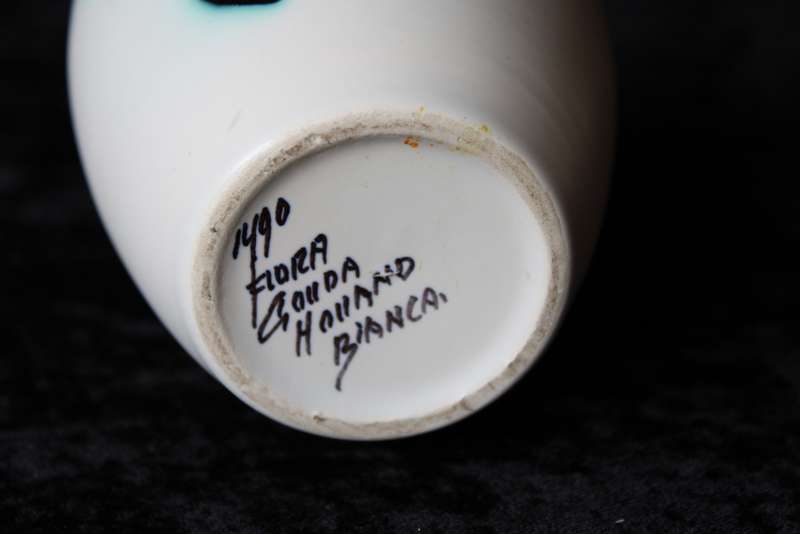 1490
FLORA
GOUDA
HOLLAND
BIANCA.